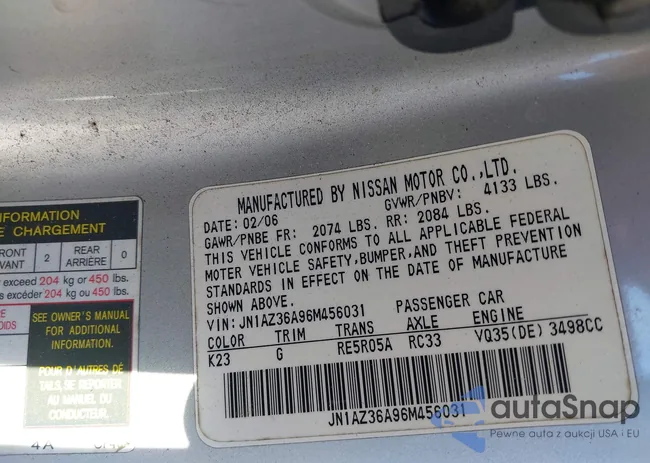 MANUFACTURED BY NISSAN MOTOR CO.,LTD.
DATE: 02/06 GVWR/PNBV: 4133 LBS.
GAWR/PNBE FR: 2074 LBS. RR: 2084 LBS.
THIS VEHICLE CONFORMS TO ALL APPLICABLE FEDERAL
MOTER VEHICLE SAFETY,BUMPER,AND THEFT PREVENTION
STANDARDS IN EFFECT ON THE DATE OF MANUFACTURE
SHOWN ABOVE.
VIN: JN1AZ36A96M456031 PASSENGER CAR
COLOR TRIM TRANS AXLE ENGINE
K23 G RE5R05A RC33 VQ35(DE) 3498CC
JN1AZ36A96M456031
INFORMATION
E CHARGEMENT
FRONT 2 REAR 0
AVANT ARRIÈRE
exceed 204 kg or 450 lbs.
s excéder 204 kg ou 450 lbs.
SEE OWNER'S
MANUAL FOR
ADDITIONAL
INFORMATION.
POUR D'AUTRES DÉ
TAILS, SE REPORTER
AU MANUEL DU
CONDUCTEUR.
4A
autaSnap
Pewne auta z aukcji USA i EU